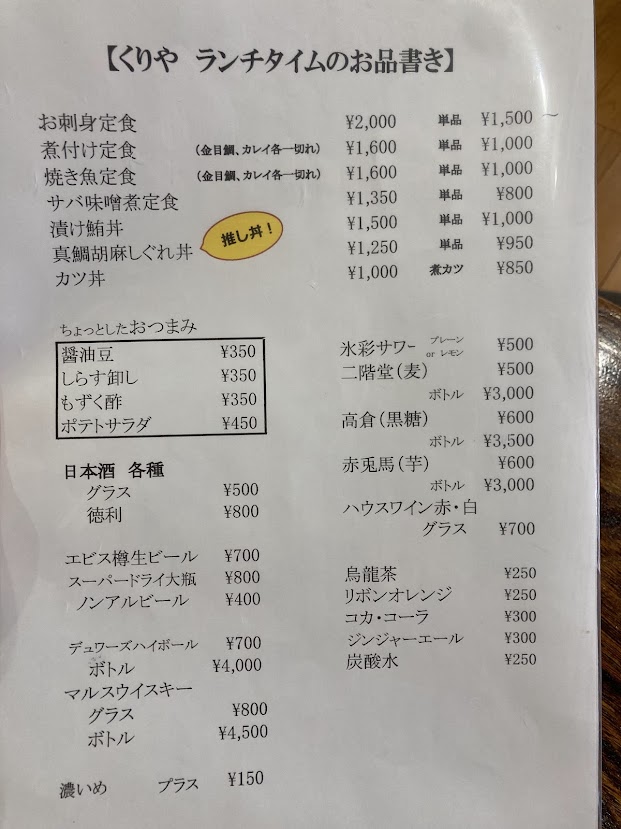 【くりや ランチタイムのお品書き】
お刺身定食 ¥2,000 単品 ¥1,500 ～
煮付け定食 (金目鯛、カレイ各一切れ) ¥1,600 単品 ¥1,000
焼き魚定食 (金目鯛、カレイ各一切れ) ¥1,600 単品 ¥1,000
サバ味噌煮定食 ¥1,350 単品 ¥800
漬け鮪丼 ¥1,500 単品 ¥1,000
推し丼！
真鯛胡麻しぐれ丼 ¥1,250 単品 ¥950
カツ丼 ¥1,000 煮カツ ¥850
ちょっとしたおつまみ
醤油豆 ¥350
しらす卸し ¥350
もずく酢 ¥350
ポテトサラダ ¥450
日本酒 各種
グラス ¥500
徳利 ¥800
エビス樽生ビール ¥700
スーパードライ大瓶 ¥800
ノンアルビール ¥400
デュワーズハイボール ¥700
ボトル ¥4,000
マルスウイスキー
グラス ¥800
ボトル ¥4,500
濃いめ プラス ¥150
氷彩サワー プレーン or レモン ¥500
二階堂（麦） ¥500
ボトル ¥3,000
高倉（黒糖） ¥600
ボトル ¥3,500
赤兎馬（芋） ¥600
ボトル ¥3,000
ハウスワイン赤・白
グラス ¥700
烏龍茶 ¥250
リボンオレンジ ¥250
コカ・コーラ ¥300
ジンジャーエール ¥300
炭酸水 ¥250